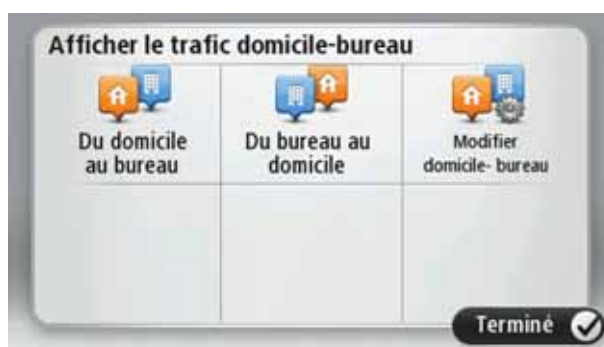 Afficher le trafic domicile-bureau
Du domicile
au bureau
Du bureau au
domicile
Modifier
domicile- bureau
Terminé